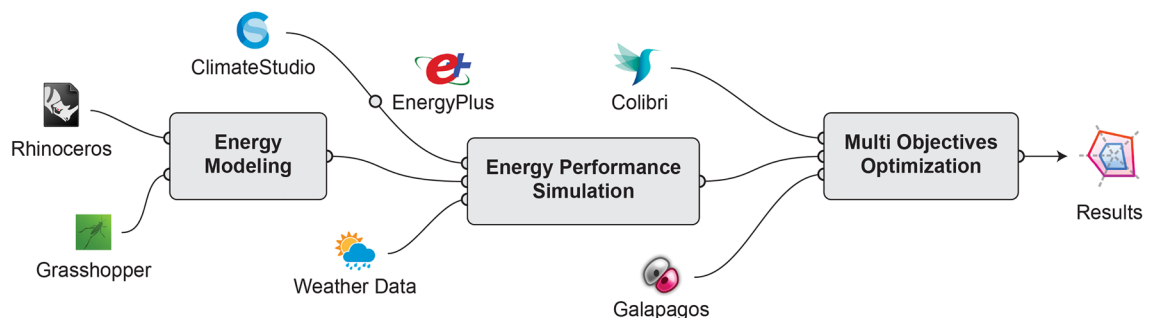 ClimateStudio
EnergyPlus
Rhinoceros
Grasshopper
Energy
Modeling
Weather Data
Energy Performance
Simulation
Colibri
Galapagos
Multi Objectives
Optimization
Results